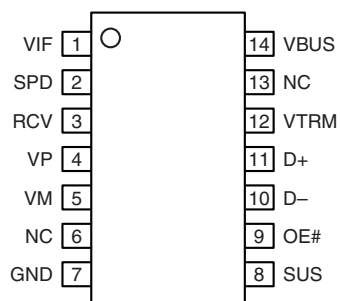 VIF 1 14 VBUS
SPD 2 13 NC
RCV 3 12 VTRM
VP 4 11 D+
VM 5 10 D–
NC 6 9 OE#
GND 7 8 SUS